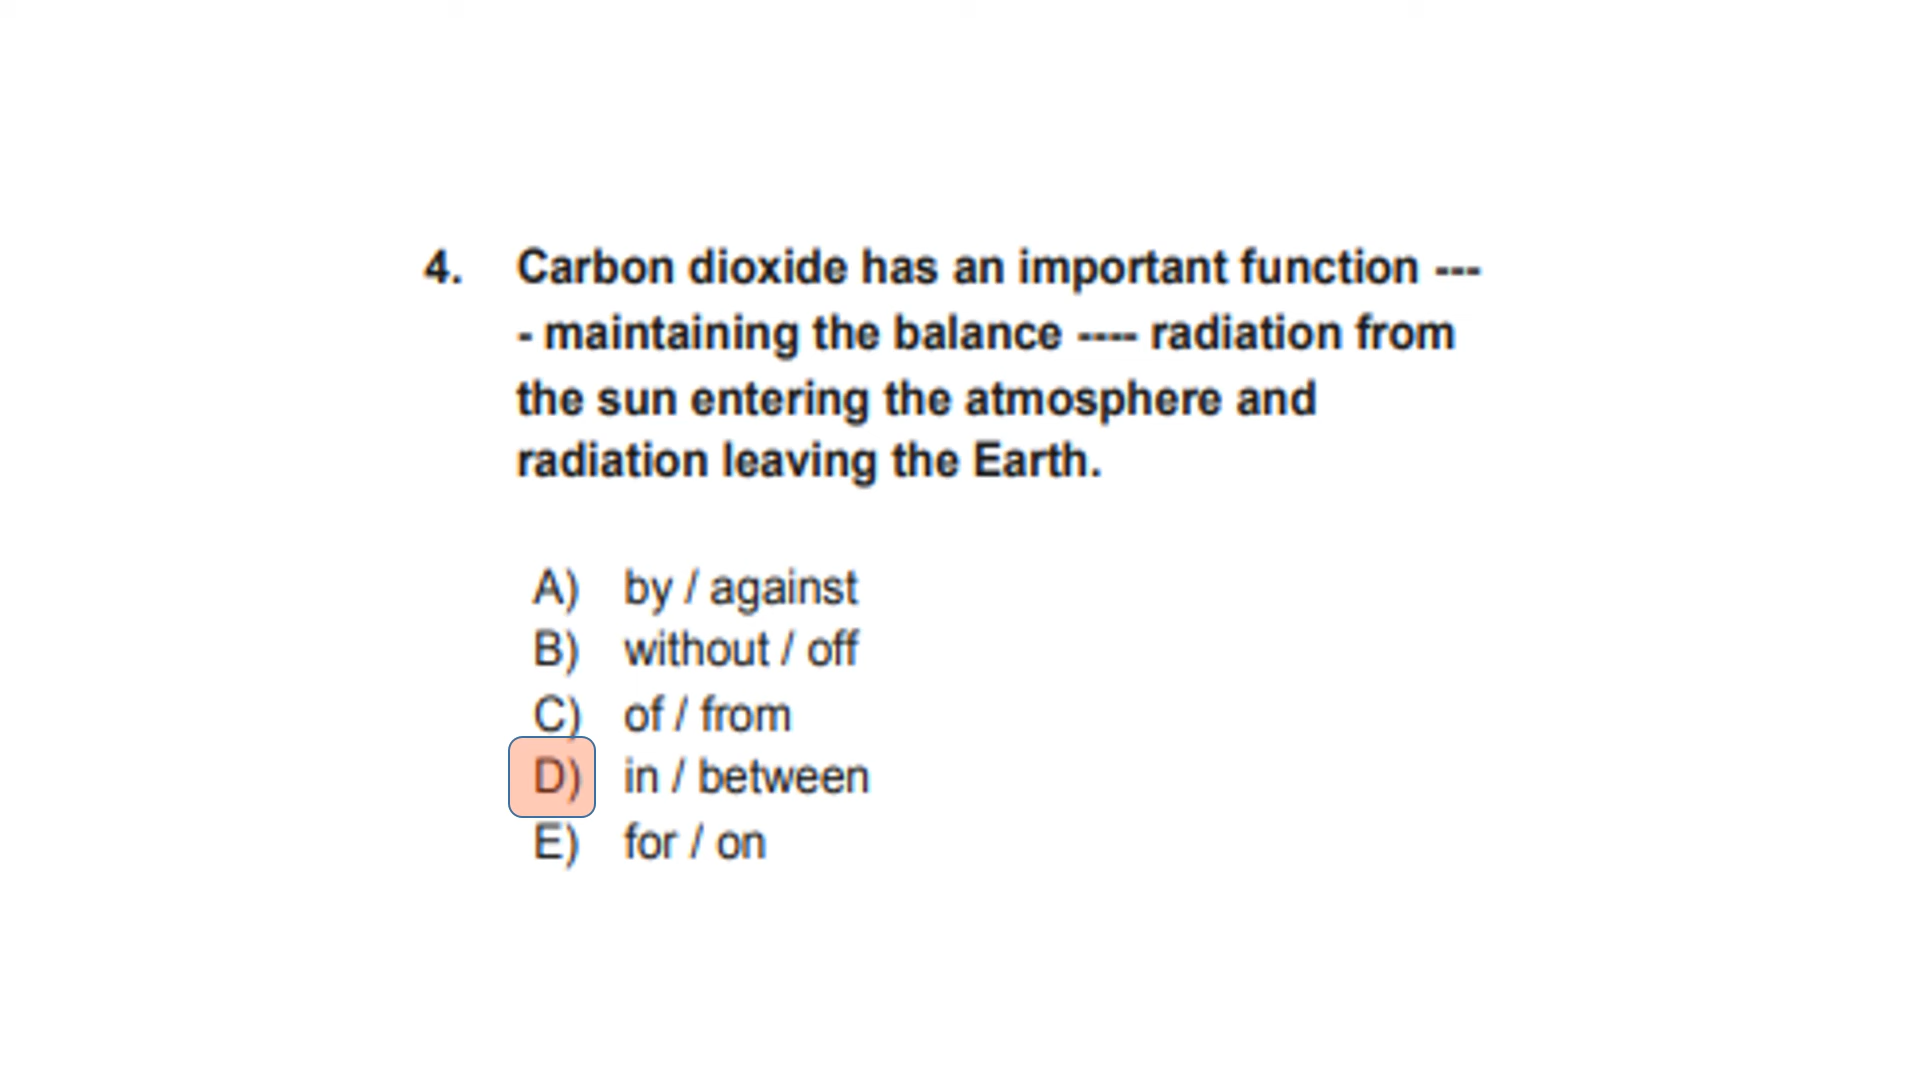 4. Carbon dioxide has an important function ---
- maintaining the balance ---- radiation from
the sun entering the atmosphere and
radiation leaving the Earth.
A) by / against
B) without / off
C) of / from
D) in / between
E) for / on